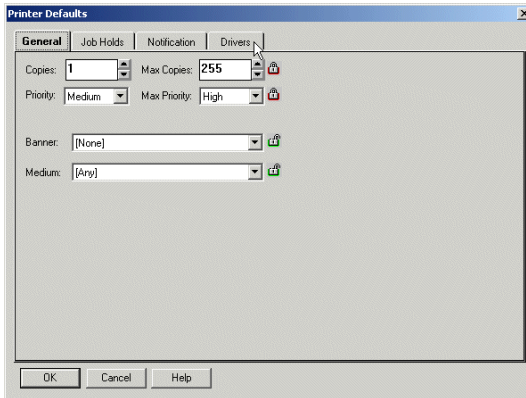 Printer Defaults
General Job Holds Notification Drivers
Copies: 1 Max Copies: 255
Priority: Medium Max Priority: High
Banner: [None]
Medium: [Any]
OK Cancel Help